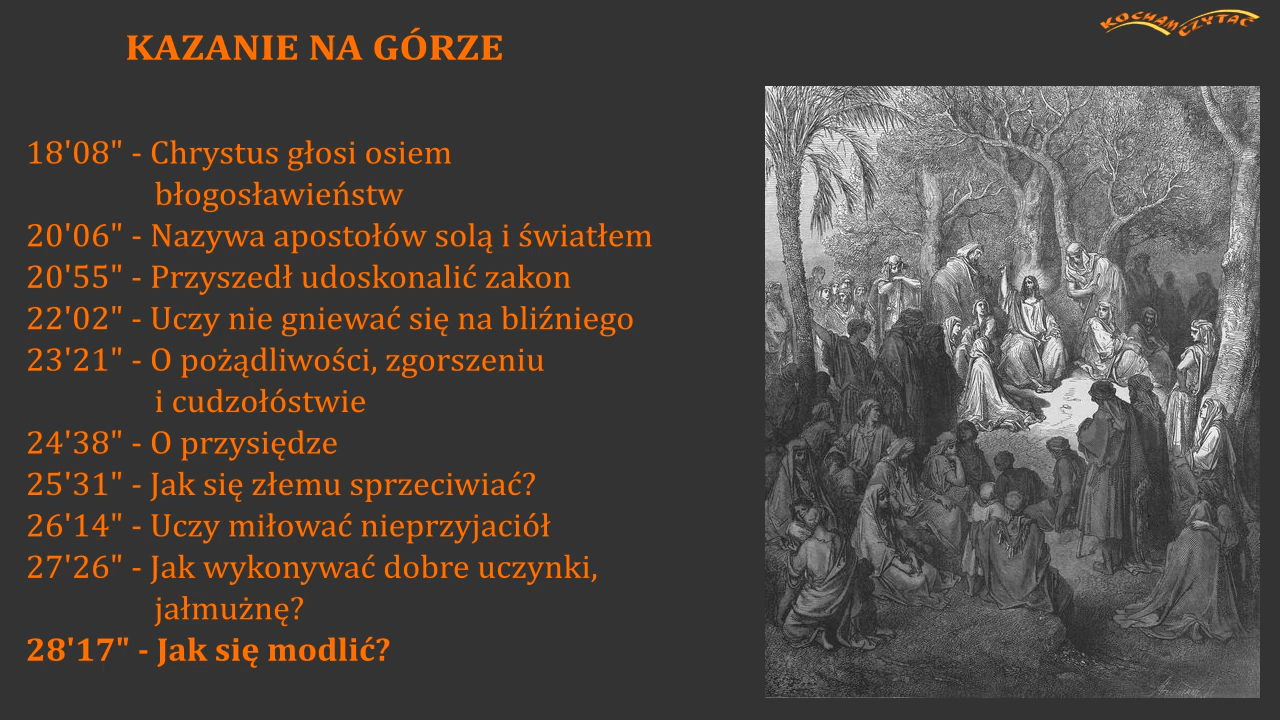 KAZANIE NA GÓRZE
KOCHAM CZYTAĆ
18'08" - Chrystus głosi osiem
błogosławieństw
20'06" - Nazywa apostołów solą i światłem
20'55" - Przyszedł udoskonalić zakon
22'02" - Uczy nie gniewać się na bliźniego
23'21" - O pożądliwości, zgorszeniu
i cudzołóstwie
24'38" - O przysiędze
25'31" - Jak się złemu sprzeciwiać?
26'14" - Uczy miłować nieprzyjaciół
27'26" - Jak wykonywać dobre uczynki,
jałmużnę?
28'17" - Jak się modlić?